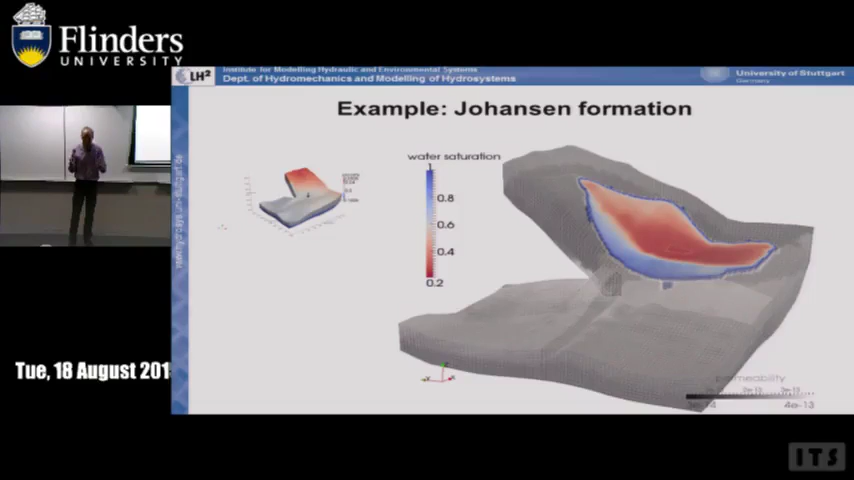 Flinders
UNIVERSITY
LH²
Institute for Modelling Hydraulic and Environmental Systems
Dept. of Hydromechanics and Modelling of Hydrosystems
University of Stuttgart
Germany
Example: Johansen formation
water saturation
1
0.8
0.6
0.4
0.2
permeability
4e-13
Tue, 18 August 201
ITS